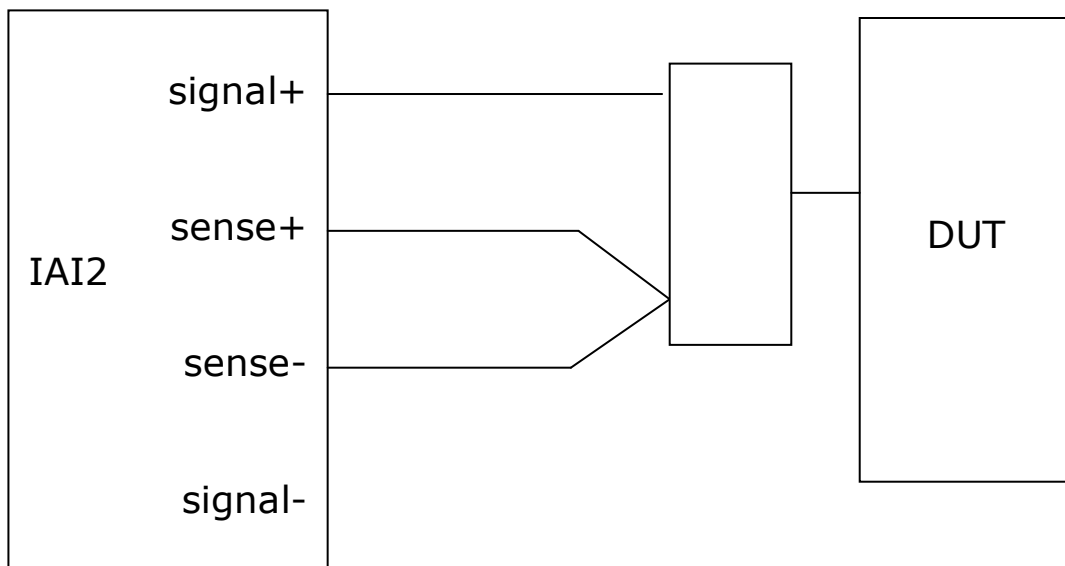 signal+
sense+
IAI2
DUT
sense-
signal-